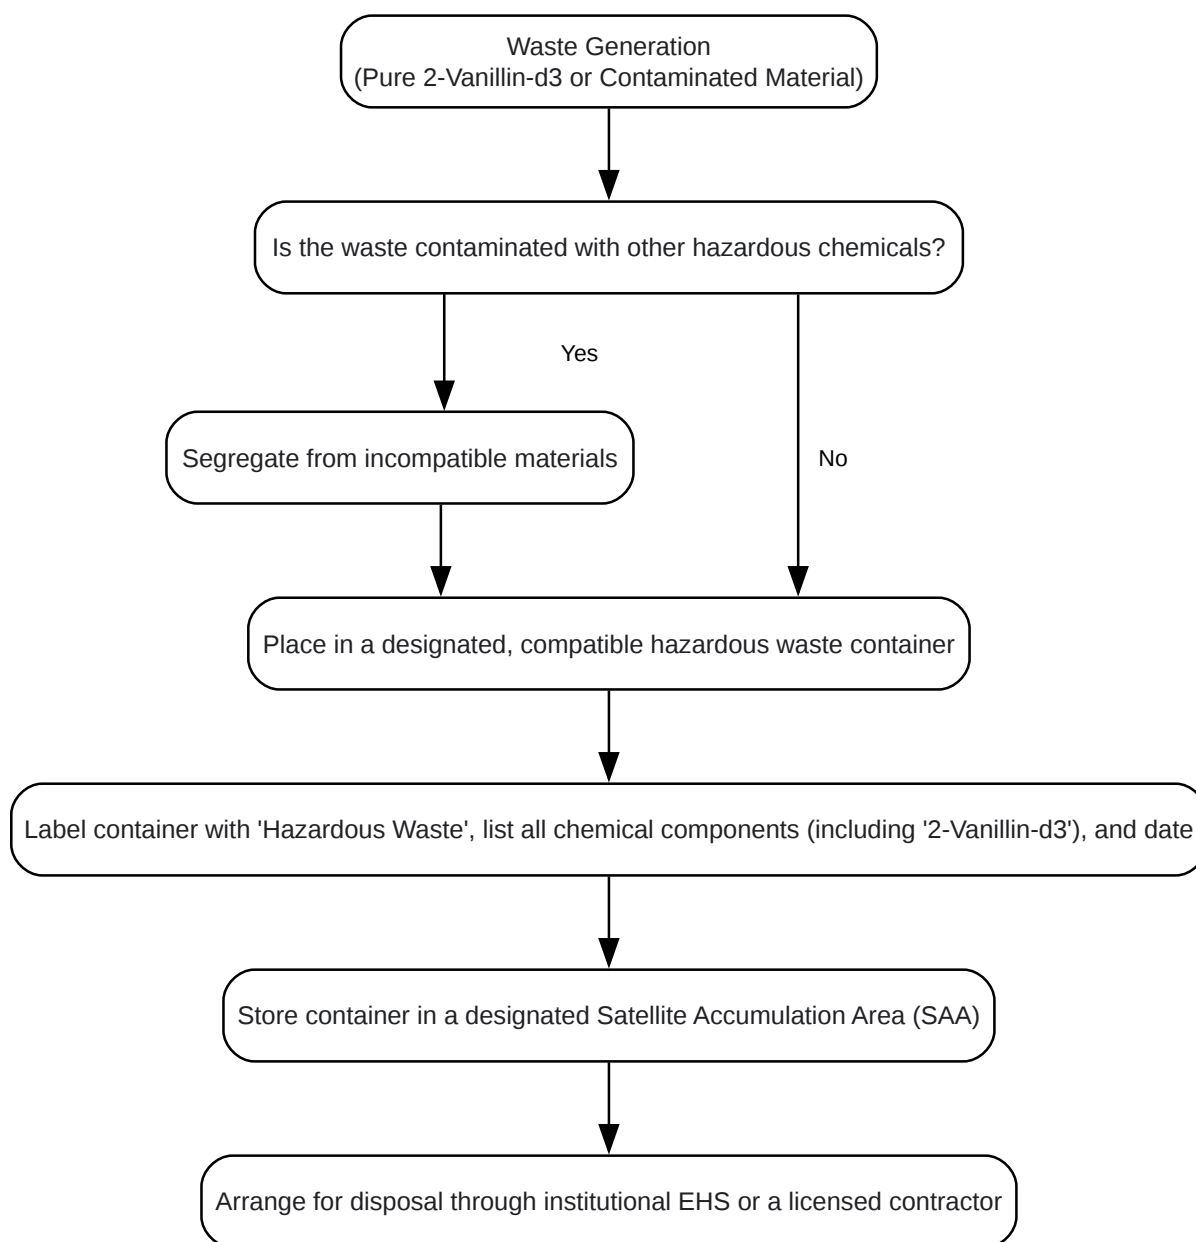 Waste Generation
(Pure 2-Vanillin-d3 or Contaminated Material)
Is the waste contaminated with other hazardous chemicals?
Yes
Segregate from incompatible materials
No
Place in a designated, compatible hazardous waste container
Label container with 'Hazardous Waste', list all chemical components (including '2-Vanillin-d3'), and date
Store container in a designated Satellite Accumulation Area (SAA)
Arrange for disposal through institutional EHS or a licensed contractor